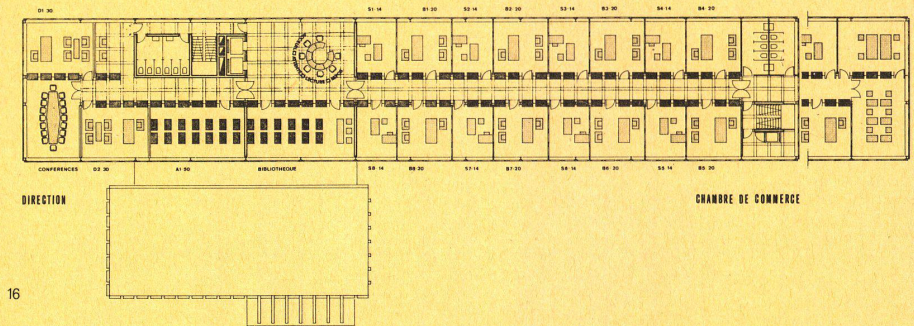 D1·30 S1·14 B1·20 S2·14 B2·20 S3·14 B3·20 S4·14 B4·20
CONFERENCES D2 30 A1 50 BIBLIOTHEQUE S8·14 B8·20 S7·14 B7·20 S6·14 B6·20 S5·14 B5·20
DIRECTION
CHAMBRE DE COMMERCE
16